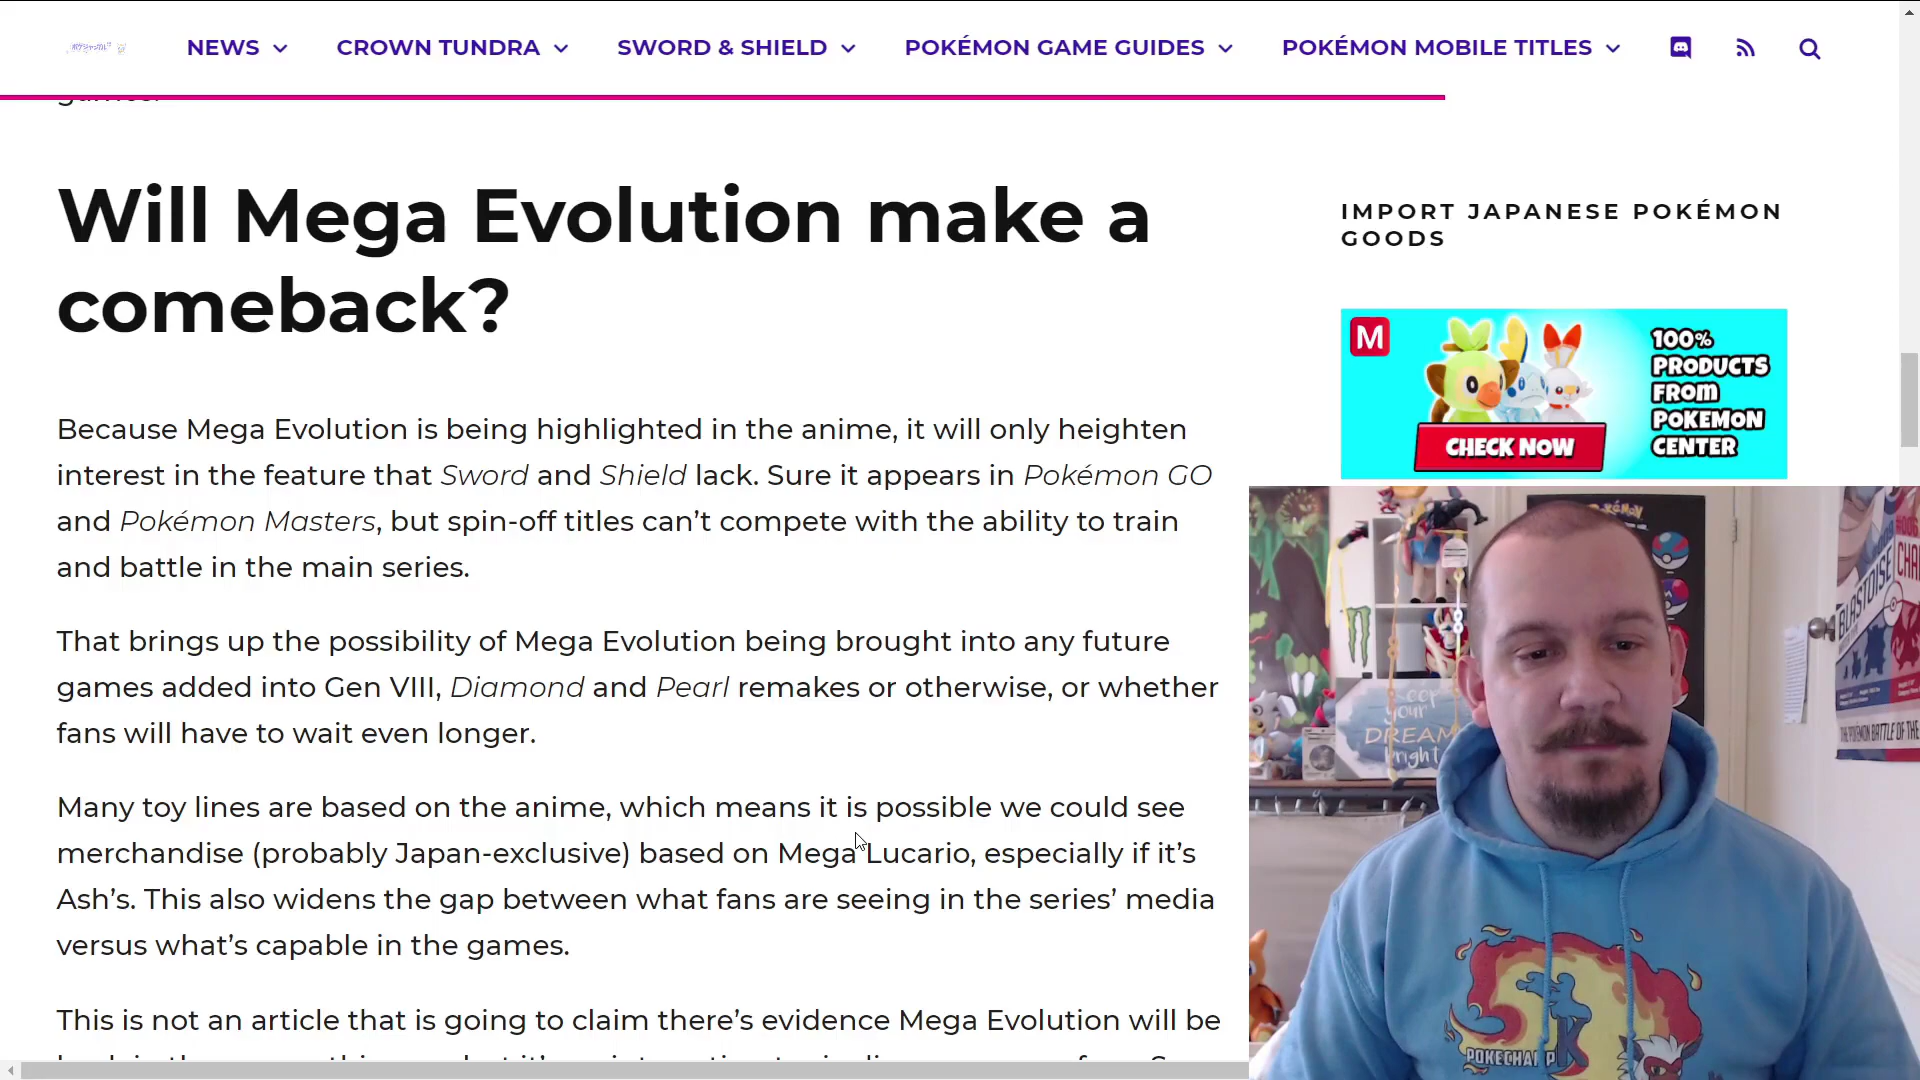 NEWS CROWN TUNDRA SWORD & SHIELD POKÉMON GAME GUIDES POKÉMON MOBILE TITLES
Will Mega Evolution make a
comeback?
Because Mega Evolution is being highlighted in the anime, it will only heighten
interest in the feature that Sword and Shield lack. Sure it appears in Pokémon GO
and Pokémon Masters, but spin-off titles can’t compete with the ability to train
and battle in the main series.
That brings up the possibility of Mega Evolution being brought into any future
games added into Gen VIII, Diamond and Pearl remakes or otherwise, or whether
fans will have to wait even longer.
Many toy lines are based on the anime, which means it is possible we could see
merchandise (probably Japan-exclusive) based on Mega Lucario, especially if it’s
Ash’s. This also widens the gap between what fans are seeing in the series’ media
versus what’s capable in the games.
This is not an article that is going to claim there’s evidence Mega Evolution will be
IMPORT JAPANESE POKÉMON
GOODS
M
100%
PRODUCTS
FROM
POKEMON
CENTER
CHECK NOW
POKÉMON
keep
your
DREAM
bright
BLASTOISE
POKECHAMP